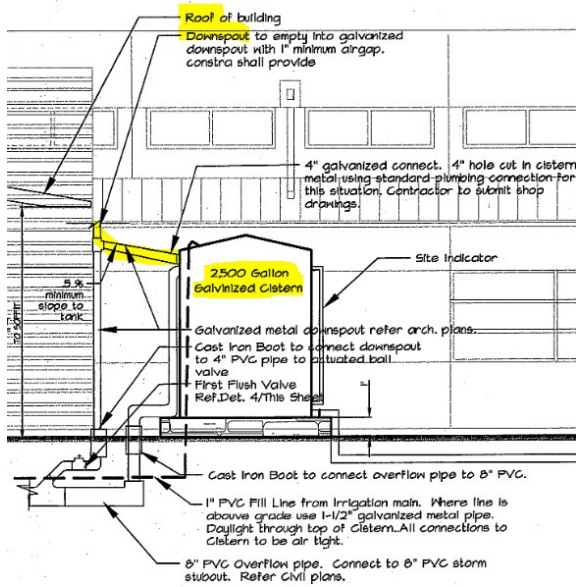 Roof of building
Downspout to empty into galvanized
downspout with 1" minimum airgap.
constra shall provide
4" galvanized connect. 4" hole cut in cistern
metal using standard plumbing connection for
this situation. Contractor to submit shop
drawings.
2,500 Gallon
Galvinized Cistern
Site Indicator
5 %
minimum
slope to
tank
TO SOFFIT
Galvanized metal downspout refer arch. plans.
Cast Iron Boot to connect downspout
to 4" PVC pipe to actuated ball
valve
First Flush Valve
Ref.Det. 4/This Sheet
Cast Iron Boot to connect overflow pipe to 8" PVC.
1" PVC Fill Line from irrigation main. Where line is
above grade use 1-1/2" galvanized metal pipe.
Daylight through top of Cistern. All connections to
Cistern to be air tight.
8" PVC Overflow pipe. Connect to 8" PVC storm
stubout. Refer Civil plans.